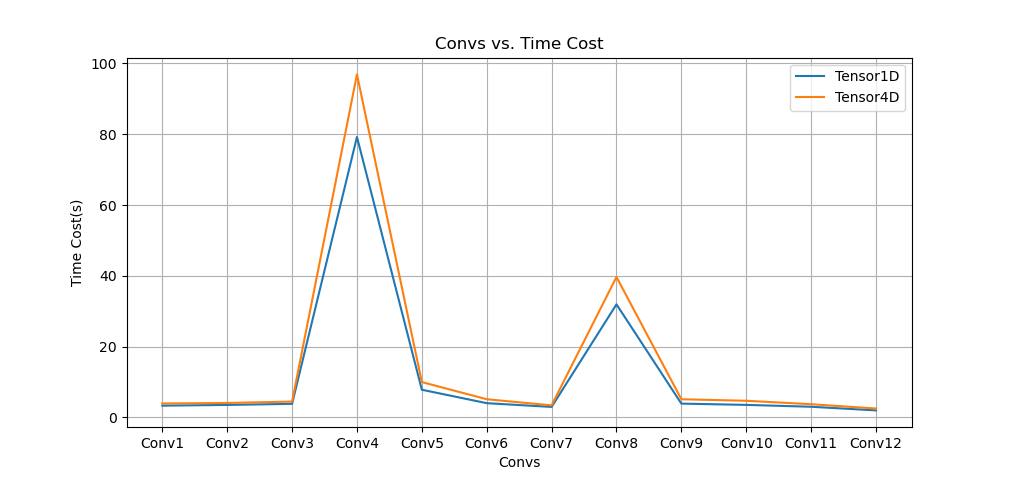 Convs vs. Time Cost
Tensor1D
Tensor4D
100
80
60
40
20
0
Time Cost(s)
Conv1 Conv2 Conv3 Conv4 Conv5 Conv6 Conv7 Conv8 Conv9 Conv10 Conv11 Conv12
Convs